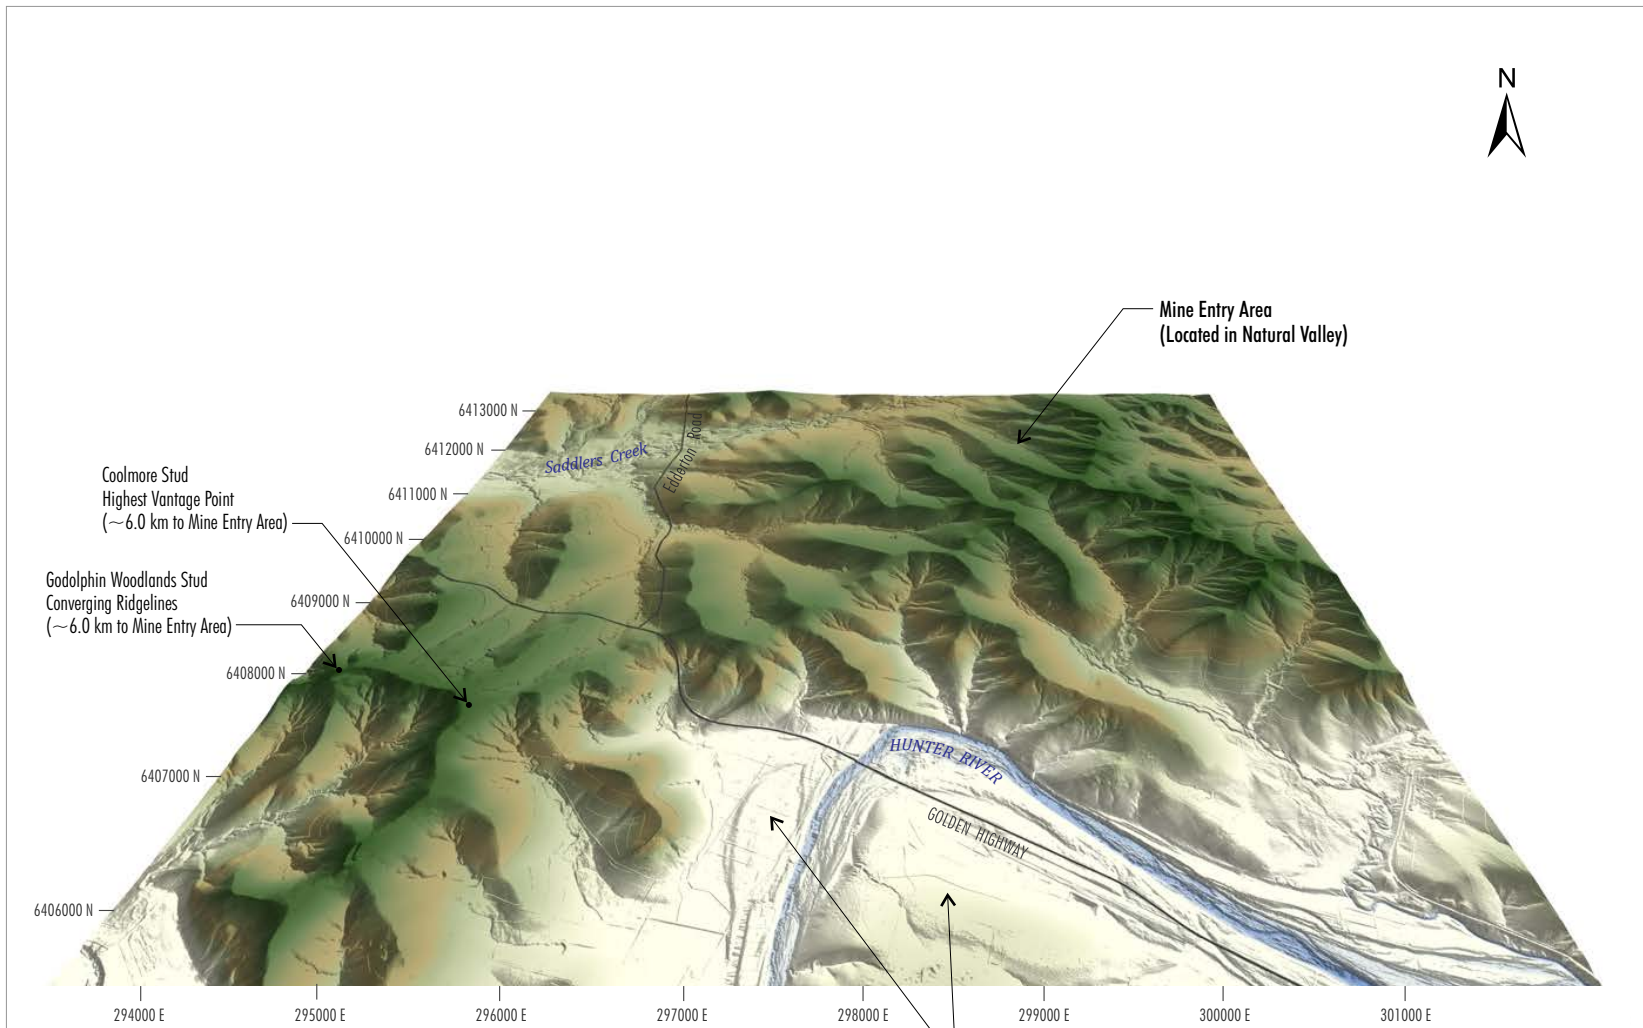 N
Mine Entry Area
(Located in Natural Valley)
6413000 N
6412000 N
6411000 N
6410000 N
6409000 N
6408000 N
6407000 N
6406000 N
Saddlers Creek
Edderton Road
Coolmore Stud
Highest Vantage Point
(~6.0 km to Mine Entry Area)
Godolphin Woodlands Stud
Converging Ridgelines
(~6.0 km to Mine Entry Area)
HUNTER RIVER
GOLDEN HIGHWAY
294000 E
295000 E
296000 E
297000 E
298000 E
299000 E
300000 E
301000 E